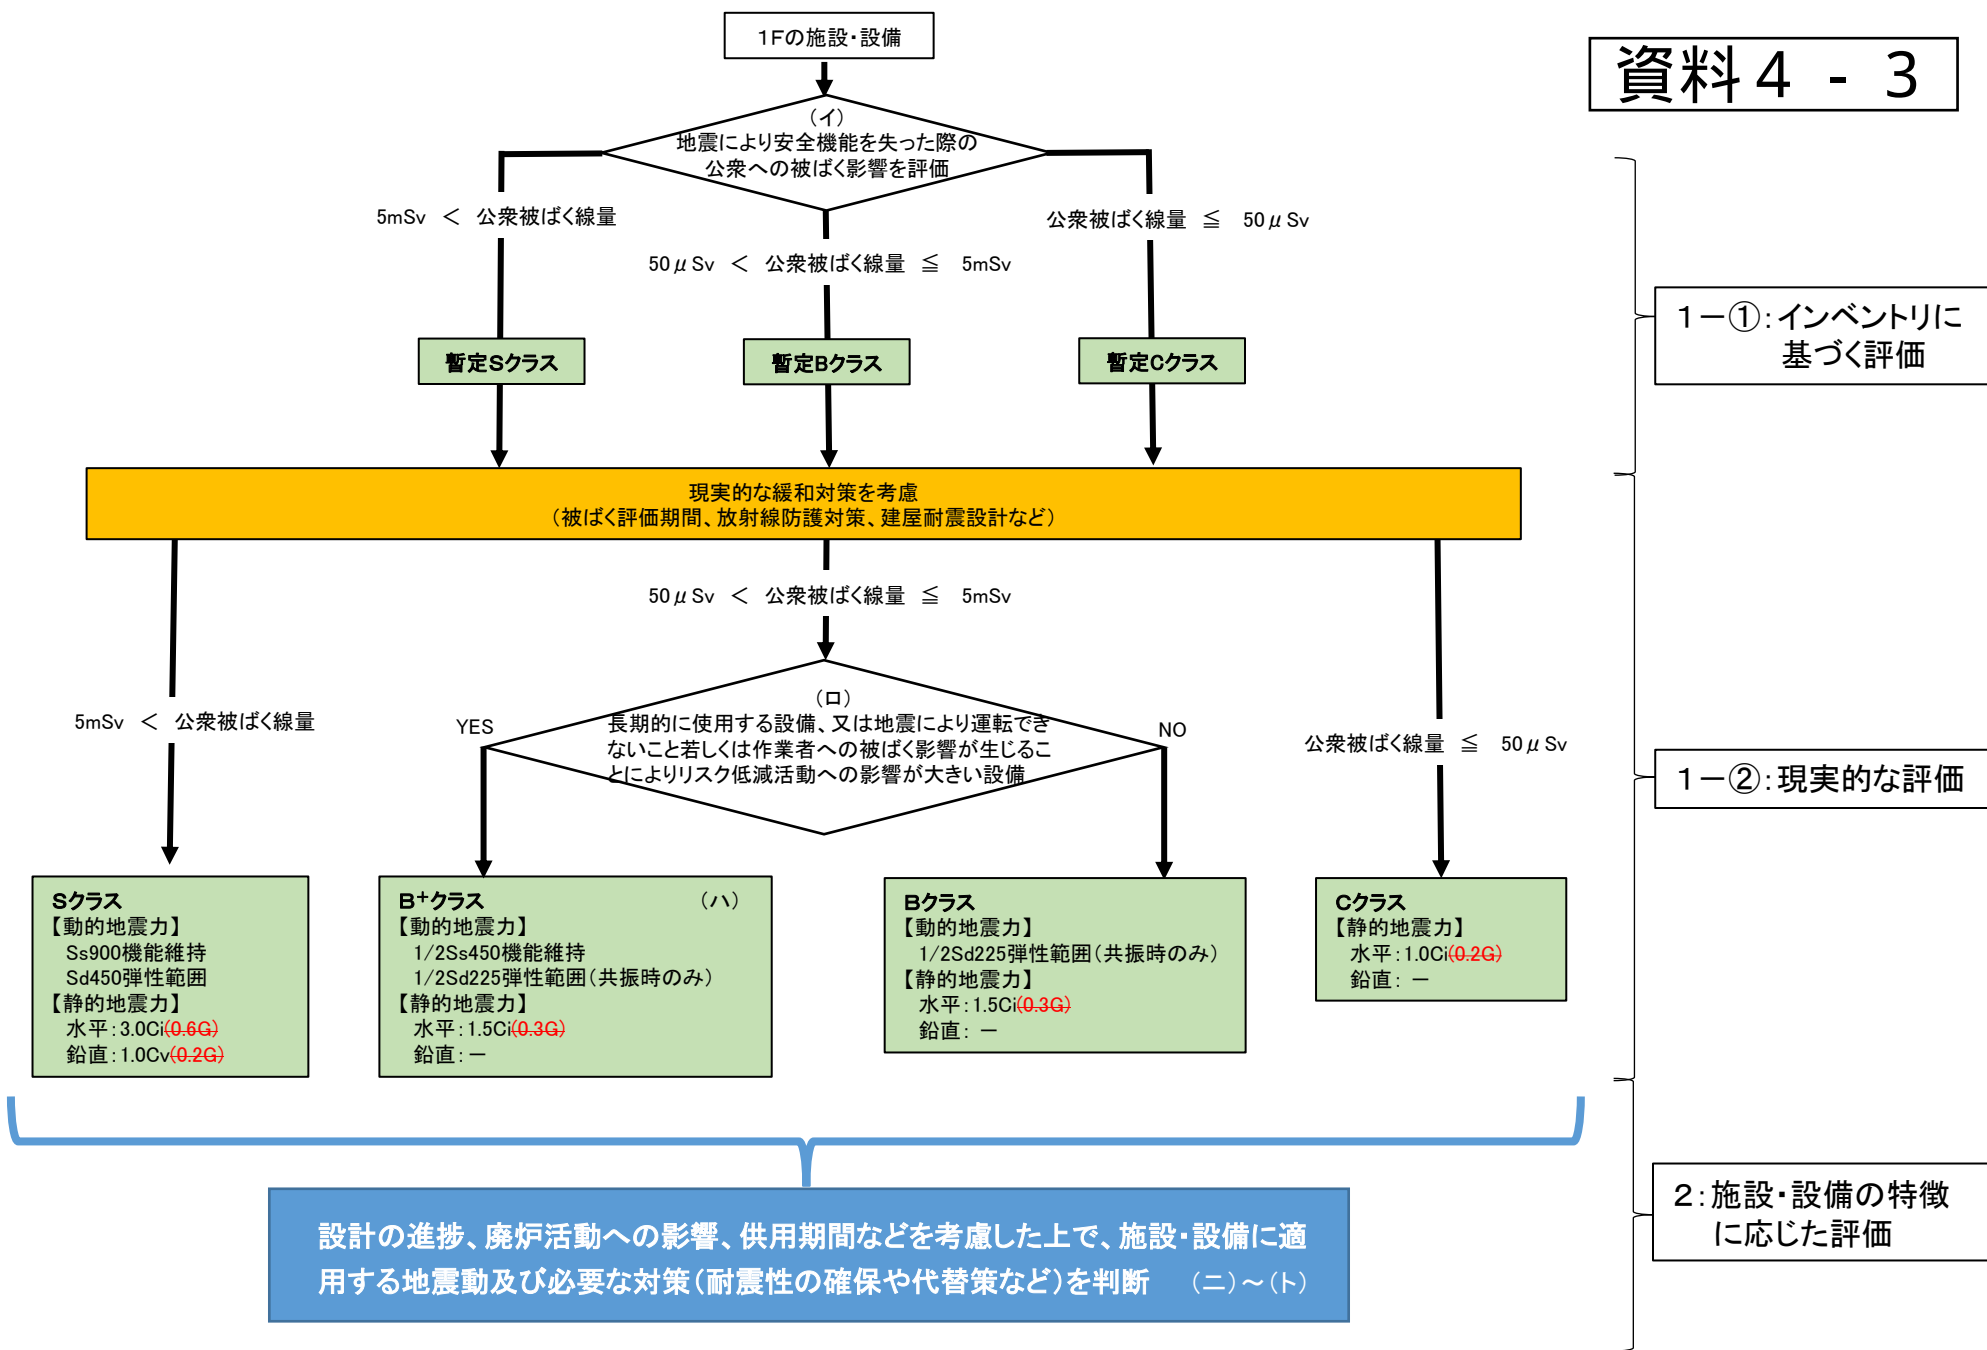 1Fの施設・設備
資料4 - 3
(イ)
地震により安全機能を失った際の
公衆への被ばく影響を評価
5mSv ＜ 公衆被ばく線量
公衆被ばく線量 ≦ 50μSv
50μSv ＜ 公衆被ばく線量 ≦ 5mSv
暫定Sクラス
暫定Bクラス
暫定Cクラス
1－①:インベントリに
基づく評価
現実的な緩和対策を考慮
(被ばく評価期間、放射線防護対策、建屋耐震設計など)
50μSv ＜ 公衆被ばく線量 ≦ 5mSv
5mSv ＜ 公衆被ばく線量
YES
(ロ)
長期的に使用する設備、又は地震により運転でき
ないこと若しくは作業者への被ばく影響が生じるこ
とによりリスク低減活動への影響が大きい設備
NO
公衆被ばく線量 ≦ 50μSv
1－②:現実的な評価
Sクラス
【動的地震力】
Ss900機能維持
Sd450弾性範囲
【静的地震力】
水平:3.0Ci(0.6G)
鉛直:1.0Cv(0.2G)
B+クラス (ハ)
【動的地震力】
1/2Ss450機能維持
1/2Sd225弾性範囲(共振時のみ)
【静的地震力】
水平:1.5Ci(0.3G)
鉛直:－
Bクラス
【動的地震力】
1/2Sd225弾性範囲(共振時のみ)
【静的地震力】
水平:1.5Ci(0.3G)
鉛直: －
Cクラス
【静的地震力】
水平:1.0Ci(0.2G)
鉛直: －
2:施設・設備の特徴
に応じた評価
設計の進捗、廃炉活動への影響、供用期間などを考慮した上で、施設・設備に適
用する地震動及び必要な対策(耐震性の確保や代替策など)を判断 (ニ)～(ト)